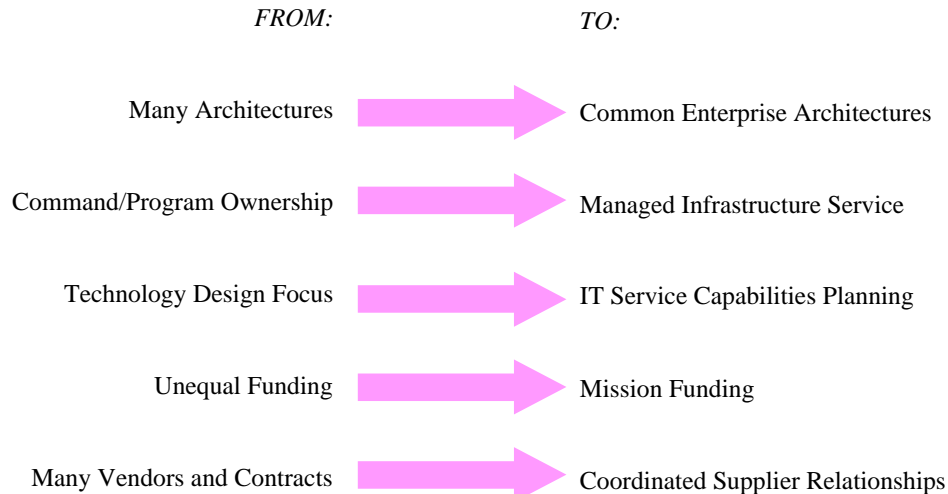 FROM: TO:
Many Architectures Common Enterprise Architectures
Command/Program Ownership Managed Infrastructure Service
Technology Design Focus IT Service Capabilities Planning
Unequal Funding Mission Funding
Many Vendors and Contracts Coordinated Supplier Relationships